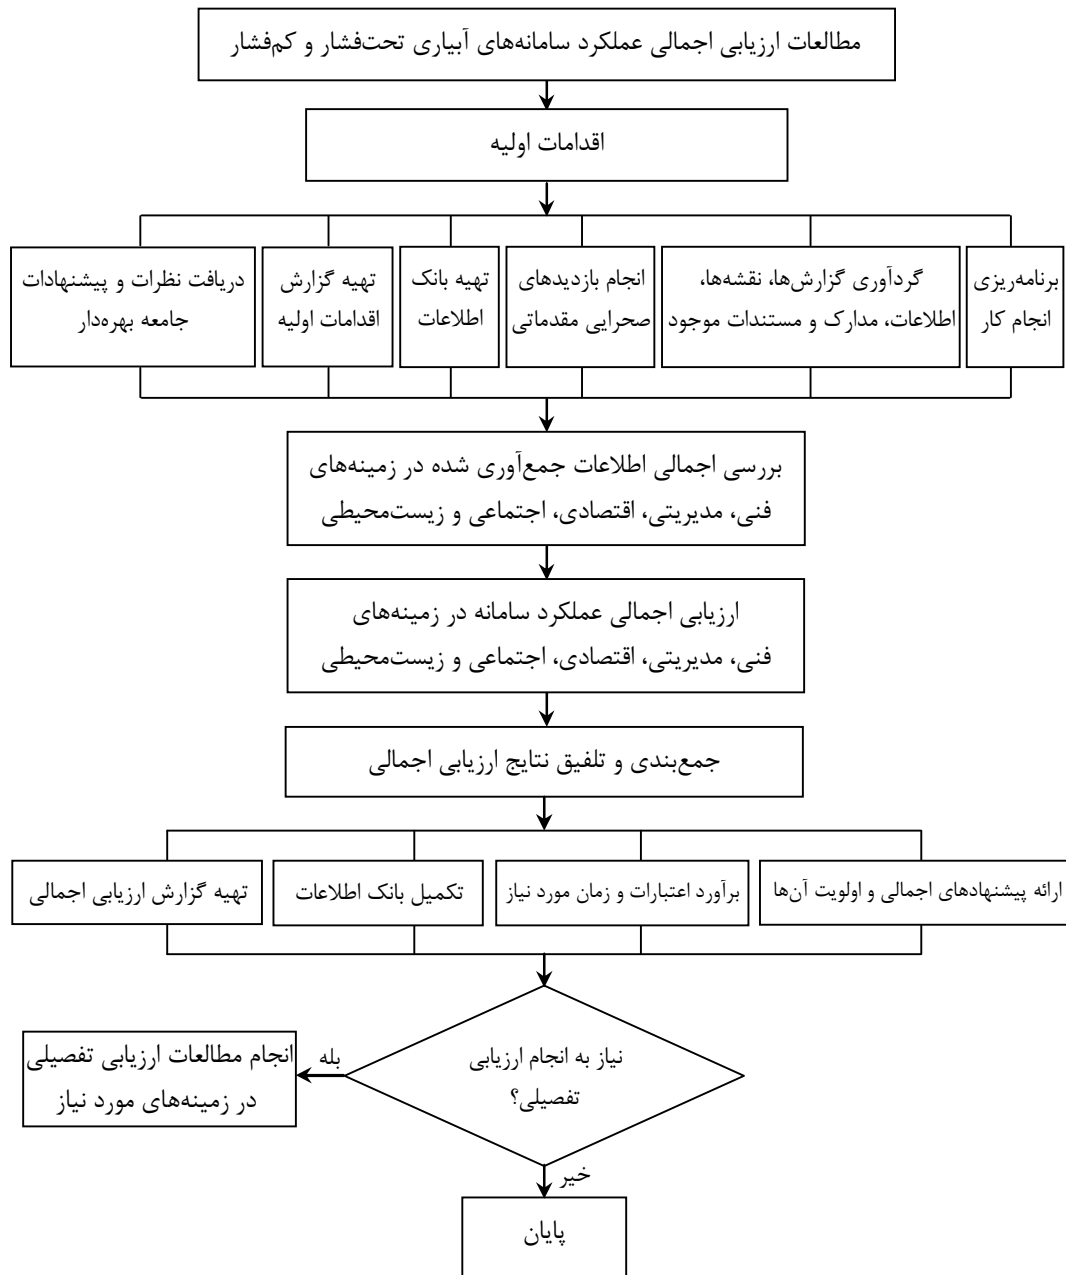 مطالعات ارزیابی اجمالی عملکرد سامانه‌های آبیاری تحت‌فشار و کم‌فشار
اقدامات اولیه
برنامه‌ریزی
انجام کار
گردآوری گزارش‌ها، نقشه‌ها،
اطلاعات، مدارک و مستندات موجود
انجام بازدیدهای
صحرایی مقدماتی
تهیه بانک
اطلاعات
تهیه گزارش
اقدامات اولیه
دریافت نظرات و پیشنهادات
جامعه بهره‌دار
بررسی اجمالی اطلاعات جمع‌آوری شده در زمینه‌های
فنی، مدیریتی، اقتصادی، اجتماعی و زیست‌محیطی
ارزیابی اجمالی عملکرد سامانه در زمینه‌های
فنی، مدیریتی، اقتصادی، اجتماعی و زیست‌محیطی
جمع‌بندی و تلفیق نتایج ارزیابی اجمالی
ارائه پیشنهادهای اجمالی و اولویت آن‌ها
برآورد اعتبارات و زمان مورد نیاز
تکمیل بانک اطلاعات
تهیه گزارش ارزیابی اجمالی
نیاز به انجام ارزیابی
تفصیلی؟
بله
انجام مطالعات ارزیابی تفصیلی
در زمینه‌های مورد نیاز
خیر
پایان